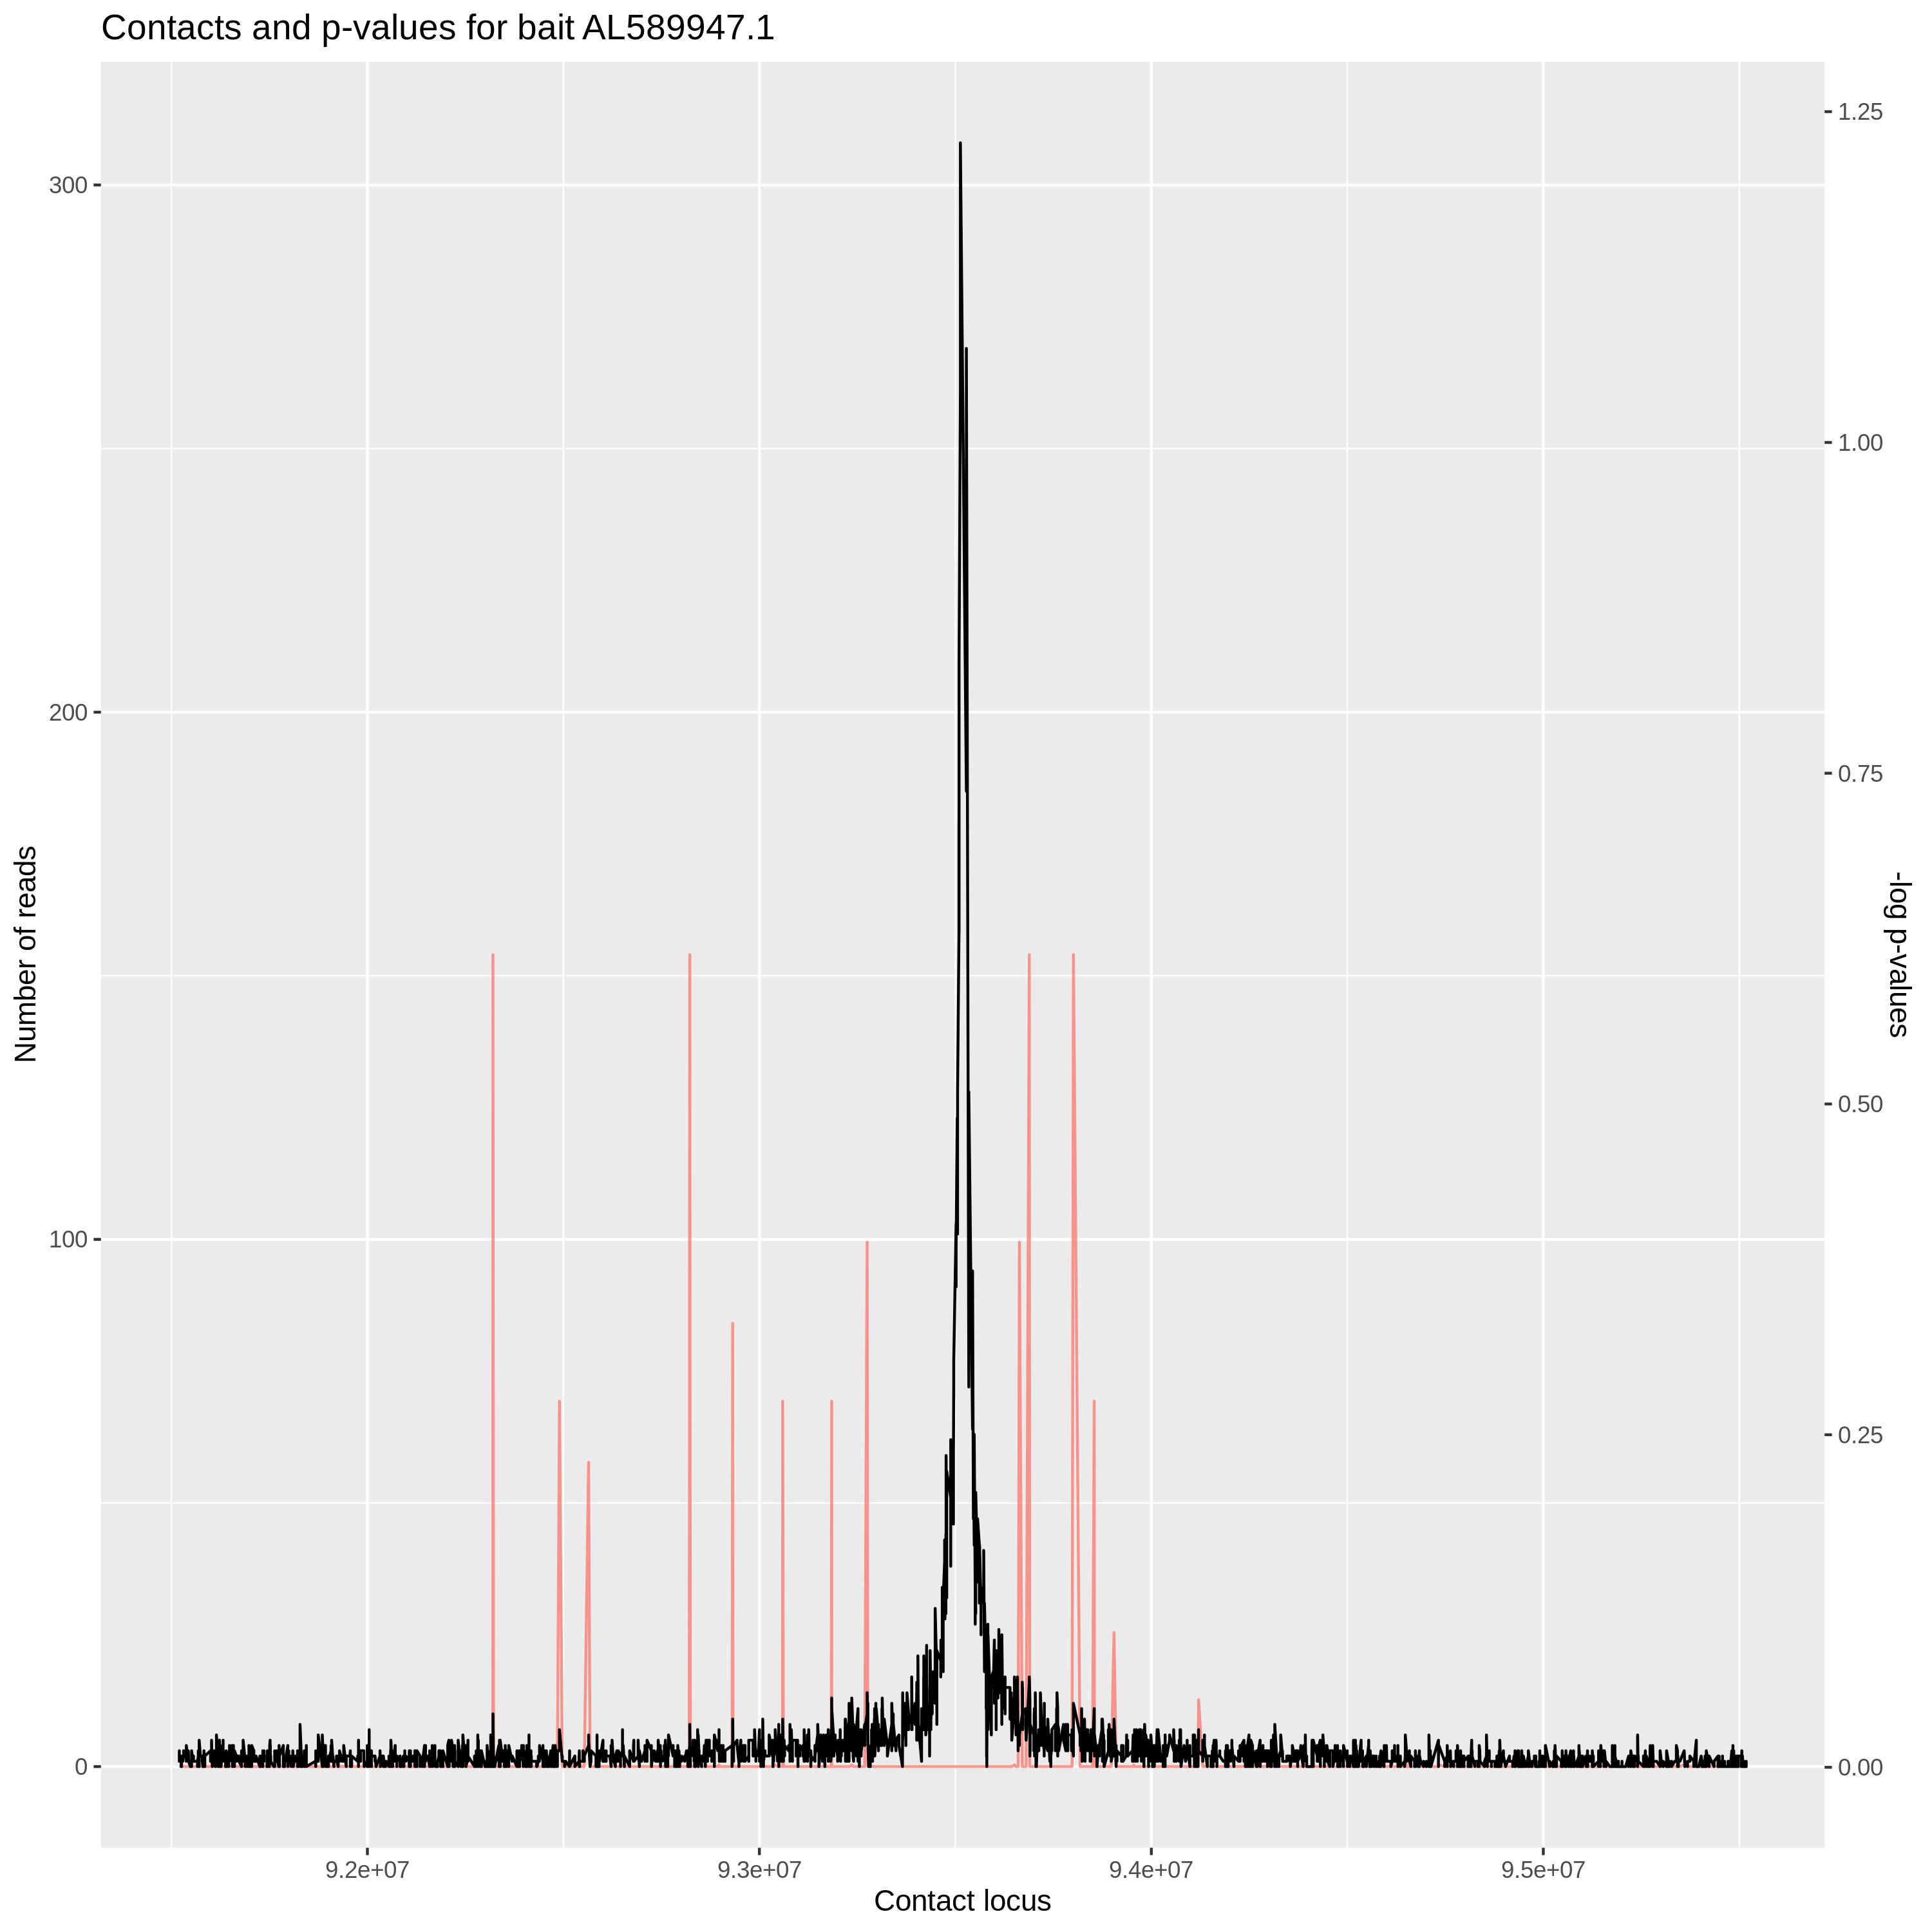 Contacts and p-values for bait AL589947.1
1.25
300
1.00
200
0.75
Number of reads
-log p-values
0.50
100
0.25
0
0.00
9.2e+07
9.3e+07
9.4e+07
9.5e+07
Contact locus